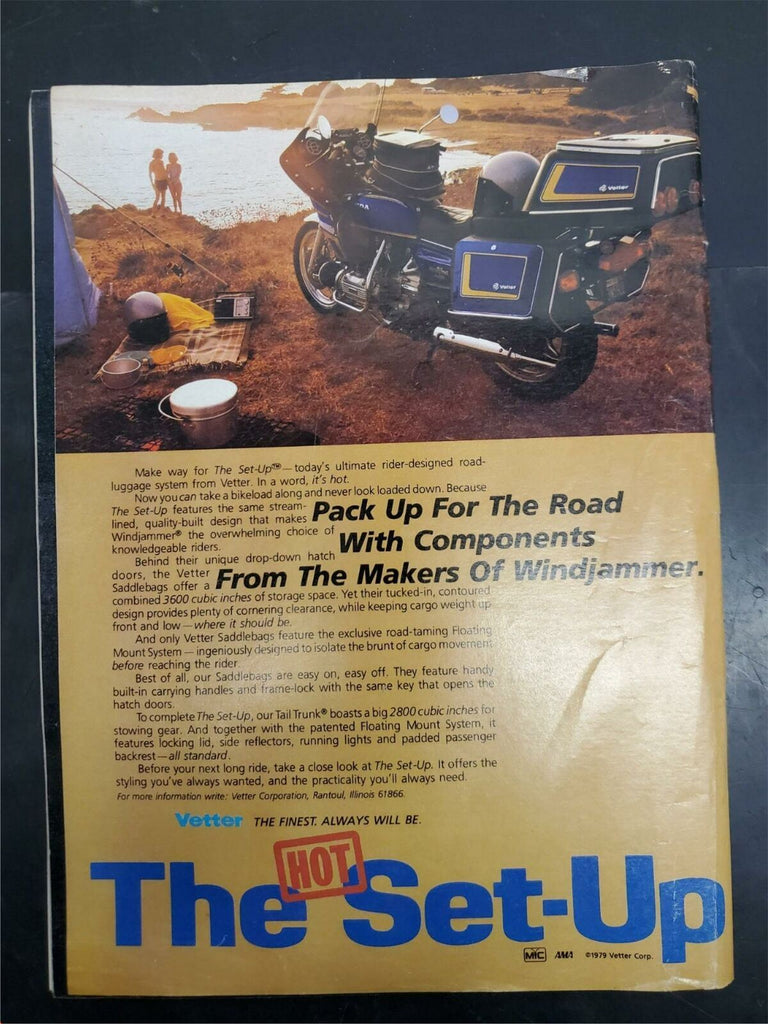 Vetter
Vetter
Make way for The Set-Up™—today's ultimate rider-designed road-
luggage system from Vetter. In a word, it's hot.
Now you can take a bikeload along and never look loaded down. Because
The Set-Up features the same stream-
lined, quality-built design that makes
Windjammer® the overwhelming choice of
knowledgeable riders.
Pack Up For The Road
With Components
From The Makers Of Windjammer.
Behind their unique drop-down hatch
doors, the Vetter
Saddlebags offer a
combined 3600 cubic inches of storage space. Yet their tucked-in, contoured
design provides plenty of cornering clearance, while keeping cargo weight up
front and low—where it should be.
And only Vetter Saddlebags feature the exclusive road-taming Floating
Mount System—ingeniously designed to isolate the brunt of cargo movement
before reaching the rider.
Best of all, our Saddlebags are easy on, easy off. They feature handy
built-in carrying handles and frame-lock with the same key that opens the
hatch doors.
To complete The Set-Up, our Tail Trunk® boasts a big 2800 cubic inches for
stowing gear. And together with the patented Floating Mount System, it
features locking lid, side reflectors, running lights and padded passenger
backrest—all standard.
Before your next long ride, take a close look at The Set-Up. It offers the
styling you've always wanted, and the practicality you'll always need.
For more information write: Vetter Corporation, Rantoul, Illinois 61866.
Vetter THE FINEST. ALWAYS WILL BE.
HOT
The Set-Up
MIC AMA ©1979 Vetter Corp.